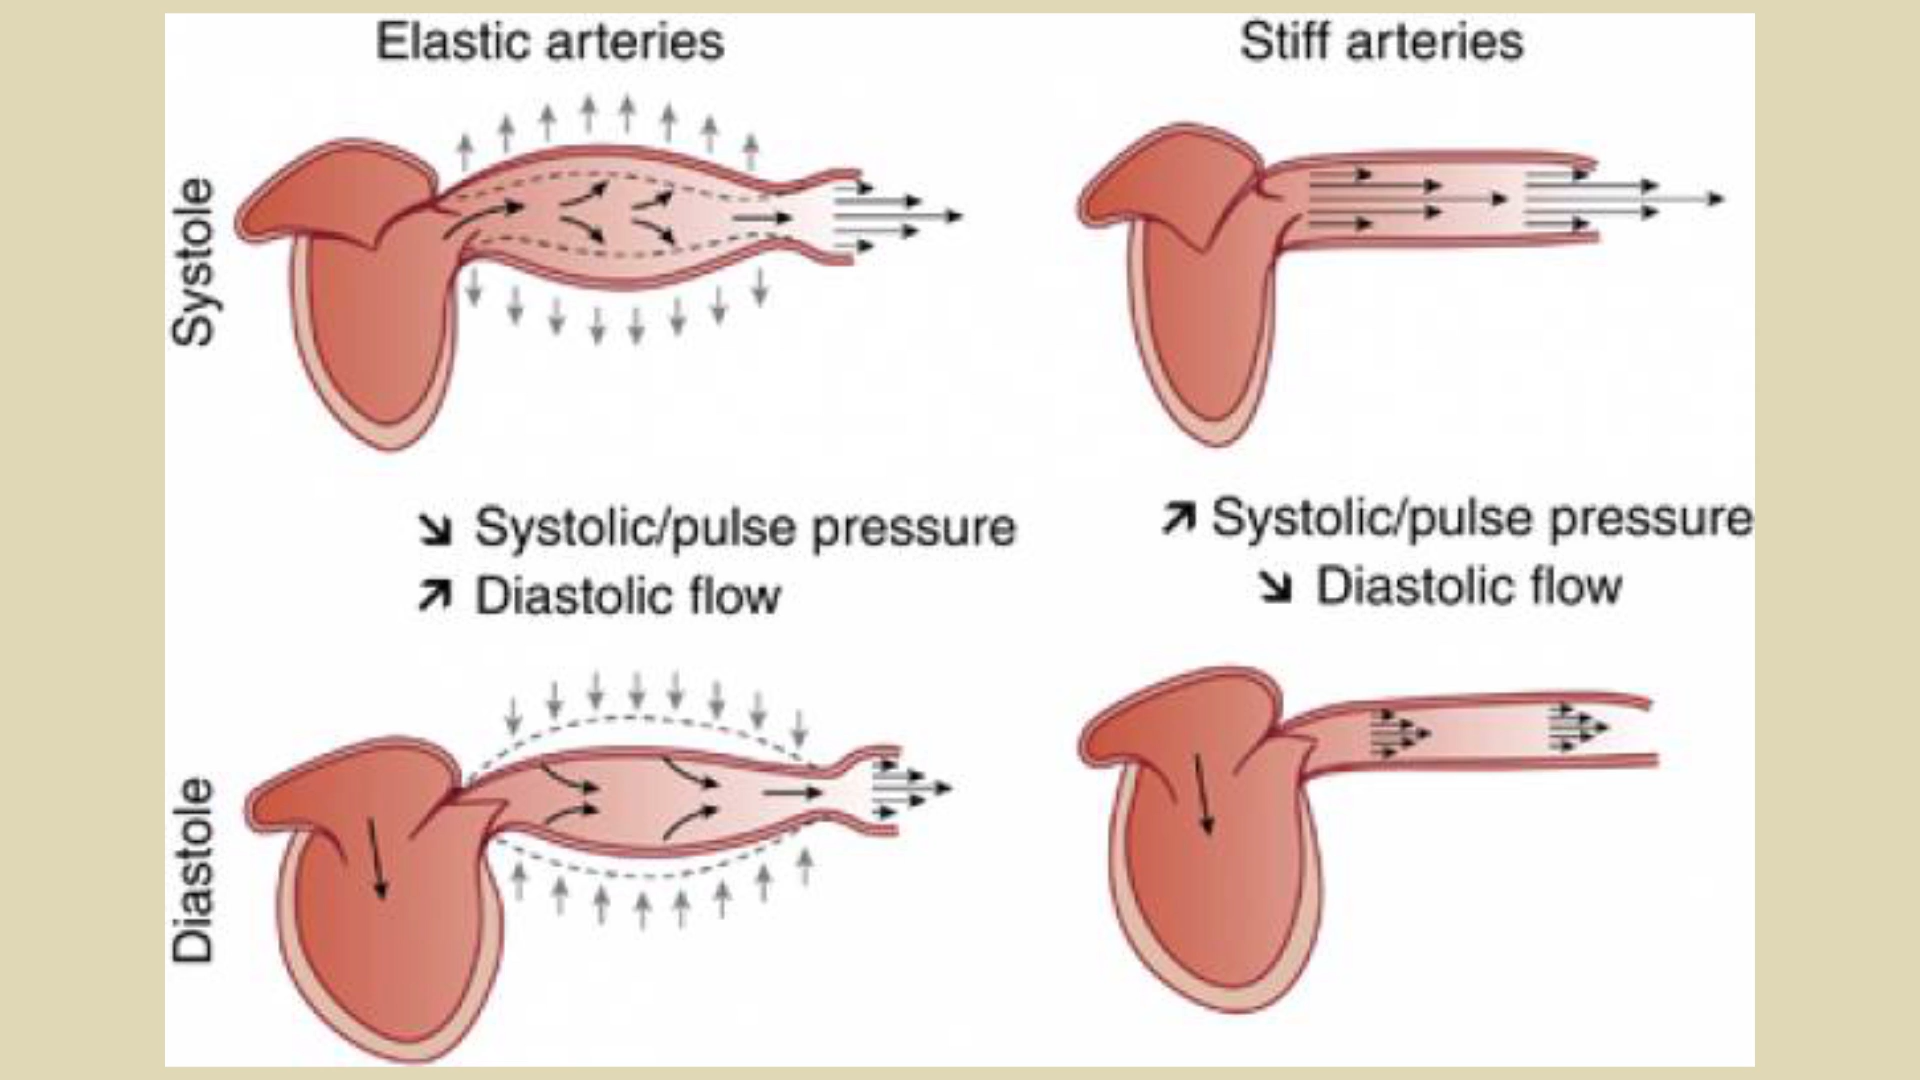 Elastic arteries
Stiff arteries
Systole
↘ Systolic/pulse pressure
↗ Diastolic flow
↗ Systolic/pulse pressure
↘ Diastolic flow
Diastole